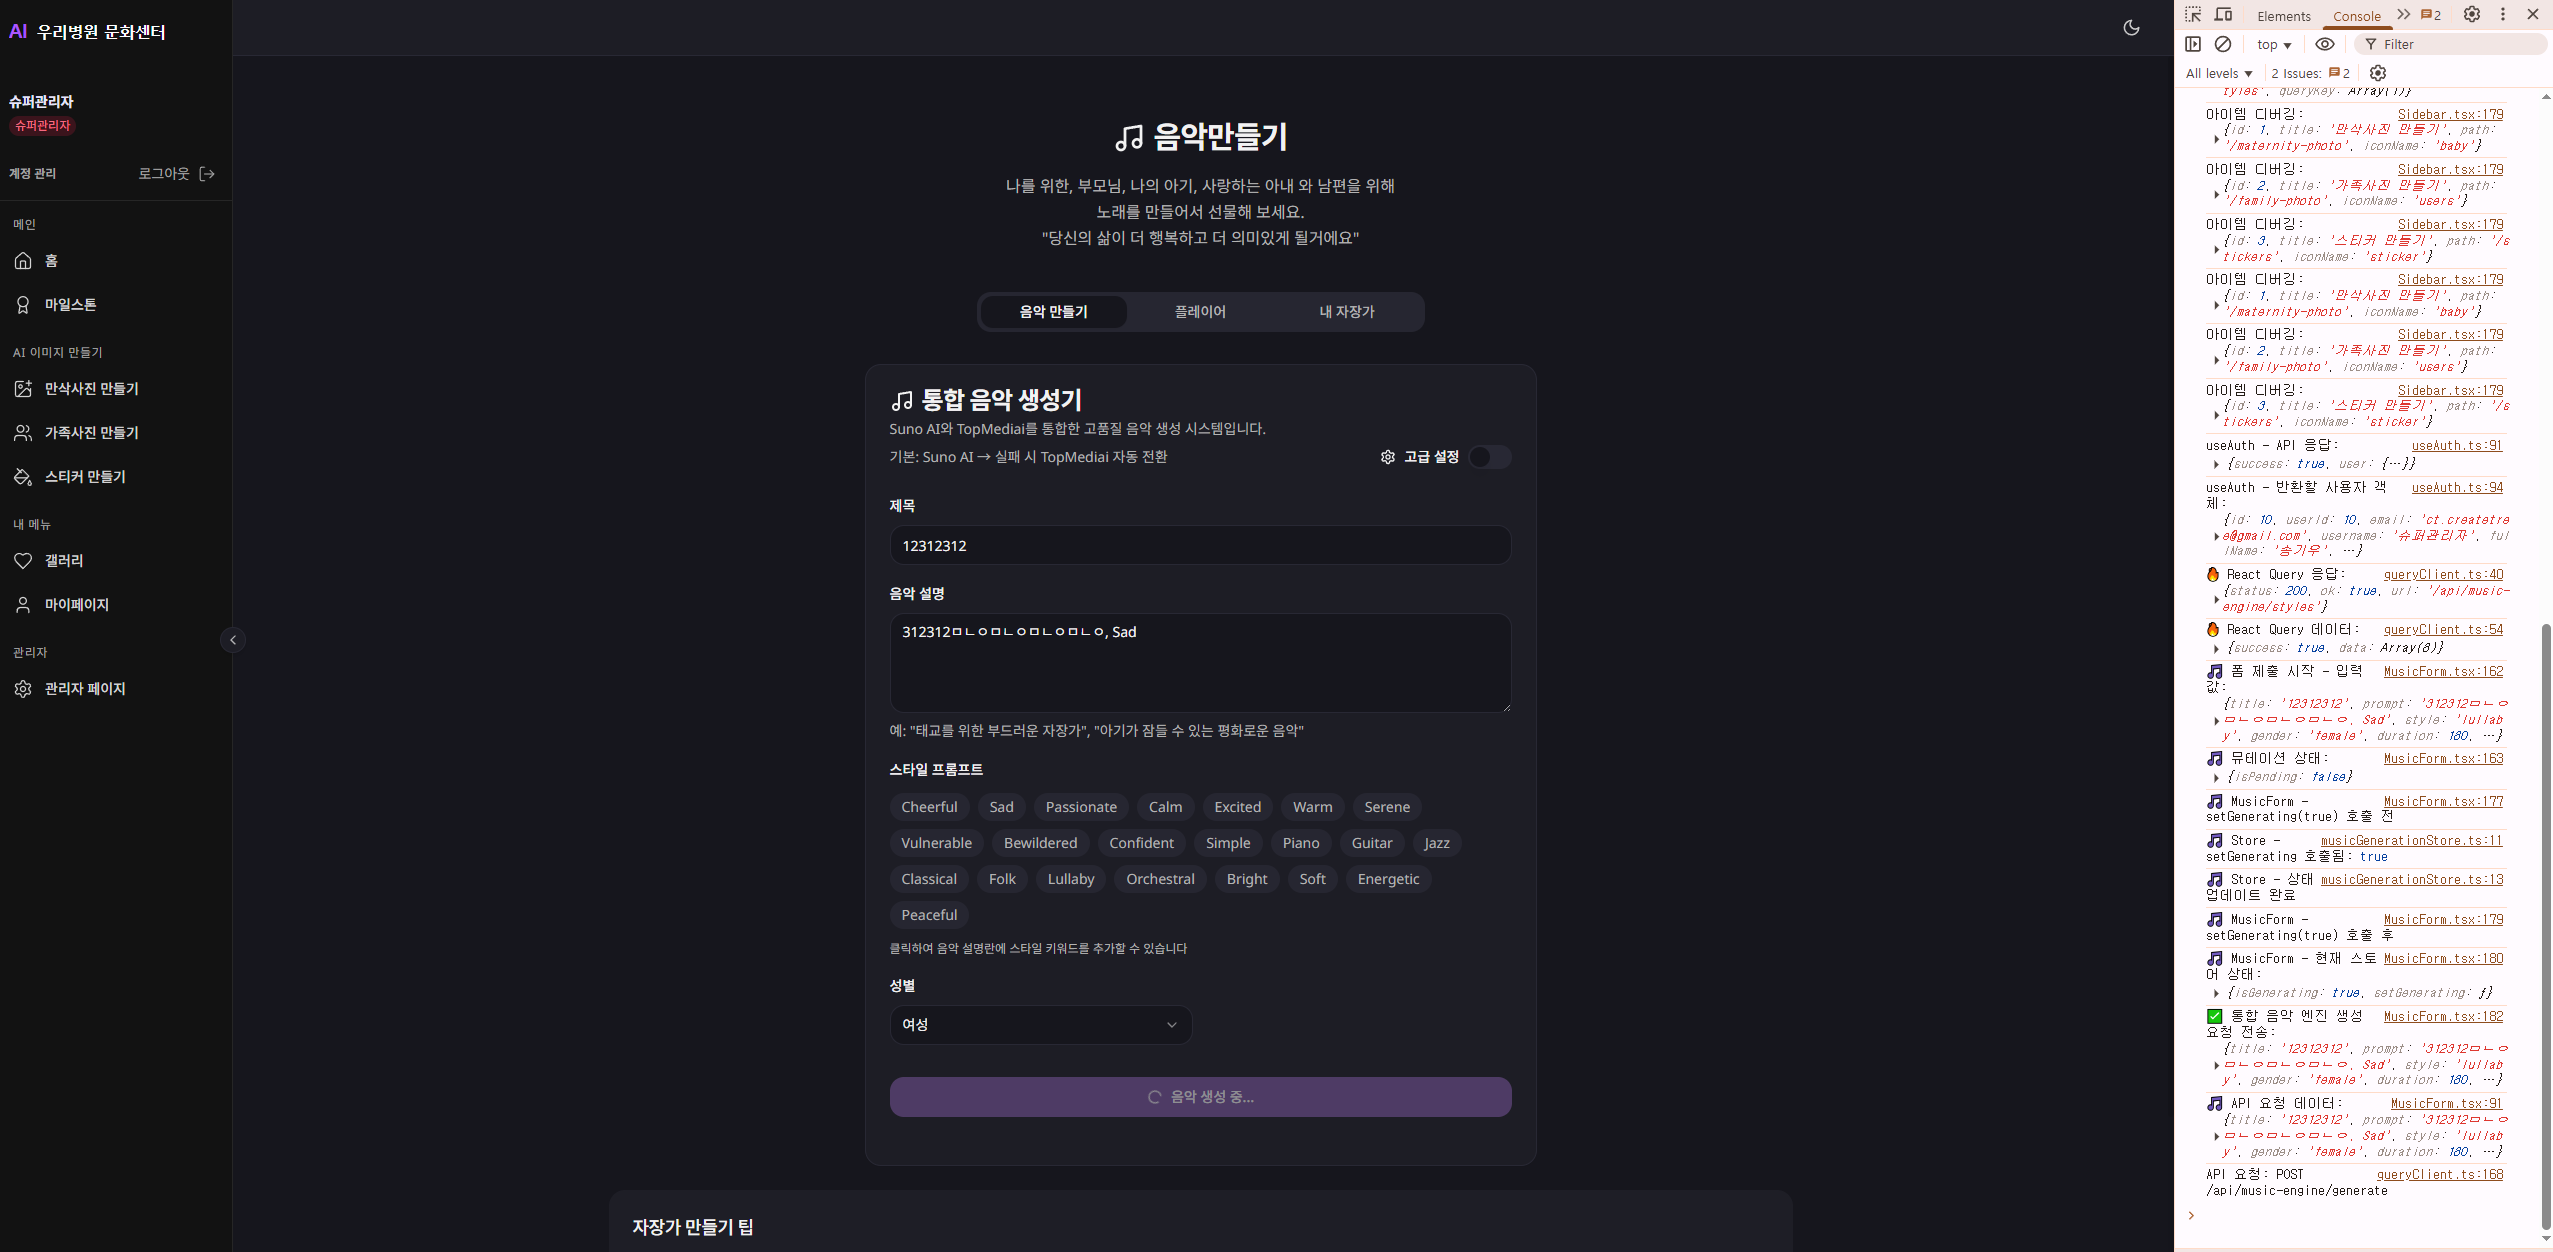 AI 우리병원 문화센터
슈퍼관리자
슈퍼관리자
계정 관리 로그아웃
메인
홈
마일스톤
AI 이미지 만들기
만삭사진 만들기
가족사진 만들기
스티커 만들기
내 메뉴
갤러리
마이페이지
관리자
관리자 페이지
음악만들기
나를 위한, 부모님, 나의 아기, 사랑하는 아내 와 남편을 위해
노래를 만들어서 선물해 보세요.
"당신의 삶이 더 행복하고 더 의미있게 될거에요"
음악 만들기 플레이어 내 자장가
통합 음악 생성기
Suno AI와 TopMediai를 통합한 고품질 음악 생성 시스템입니다.
기본: Suno AI → 실패 시 TopMediai 자동 전환 고급 설정
제목
12312312
음악 설명
312312ㅁㄴㅇㅁㄴㅇㅁㄴㅇㅁㄴㅇ, Sad
예: "태교를 위한 부드러운 자장가", "아기가 잠들 수 있는 평화로운 음악"
스타일 프롬프트
Cheerful Sad Passionate Calm Excited Warm Serene
Vulnerable Bewildered Confident Simple Piano Guitar Jazz
Classical Folk Lullaby Orchestral Bright Soft Energetic
Peaceful
클릭하여 음악 설명란에 스타일 키워드를 추가할 수 있습니다
성별
여성
음악 생성 중...
자장가 만들기 팁
Elements Console 2
top Filter
All levels 2 Issues: 2
tyles', queryKey: Array(1)}
아이템 디버깅: Sidebar.tsx:179
{id: 1, title: '만삭사진 만들기', path:
'/maternity-photo', iconName: 'baby'}
아이템 디버깅: Sidebar.tsx:179
{id: 2, title: '가족사진 만들기', path:
'/family-photo', iconName: 'users'}
아이템 디버깅: Sidebar.tsx:179
{id: 3, title: '스티커 만들기', path: '/s
tickers', iconName: 'sticker'}
아이템 디버깅: Sidebar.tsx:179
{id: 1, title: '만삭사진 만들기', path:
'/maternity-photo', iconName: 'baby'}
아이템 디버깅: Sidebar.tsx:179
{id: 2, title: '가족사진 만들기', path:
'/family-photo', iconName: 'users'}
아이템 디버깅: Sidebar.tsx:179
{id: 3, title: '스티커 만들기', path: '/s
tickers', iconName: 'sticker'}
useAuth - API 응답: useAuth.ts:91
{success: true, user: {…}}
useAuth - 반환할 사용자 객 useAuth.ts:94
체:
{id: 10, userId: 10, email: 'ct.createtre
e@gmail.com', username: '슈퍼관리자', ful
lName: '송기우', …}
🔥 React Query 응답: queryClient.ts:40
{status: 200, ok: true, url: '/api/music-
engine/styles'}
🔥 React Query 데이터: queryClient.ts:54
{success: true, data: Array(8)}
🎵 폼 제출 시작 - 입력 MusicForm.tsx:162
값:
{title: '12312312', prompt: '312312ㅁㄴㅇ
ㅁㄴㅇㅁㄴㅇㅁㄴㅇ, Sad', style: 'lullab
y', gender: 'female', duration: 180, …}
🎵 뮤테이션 상태: MusicForm.tsx:163
{isPending: false}
🎵 MusicForm - MusicForm.tsx:177
setGenerating(true) 호출 전
🎵 Store - musicGenerationStore.ts:11
setGenerating 호출됨: true
🎵 Store - 상태 musicGenerationStore.ts:13
업데이트 완료
🎵 MusicForm - MusicForm.tsx:179
setGenerating(true) 호출 후
🎵 MusicForm - 현재 스토 MusicForm.tsx:180
어 상태:
{isGenerating: true, setGenerating: ƒ}
✅ 통합 음악 엔진 생성 MusicForm.tsx:182
요청 전송:
{title: '12312312', prompt: '312312ㅁㄴㅇ
ㅁㄴㅇㅁㄴㅇㅁㄴㅇ, Sad', style: 'lullab
y', gender: 'female', duration: 180, …}
🎵 API 요청 데이터: MusicForm.tsx:91
{title: '12312312', prompt: '312312ㅁㄴㅇ
ㅁㄴㅇㅁㄴㅇㅁㄴㅇ, Sad', style: 'lullab
y', gender: 'female', duration: 180, …}
API 요청: POST queryClient.ts:168
/api/music-engine/generate